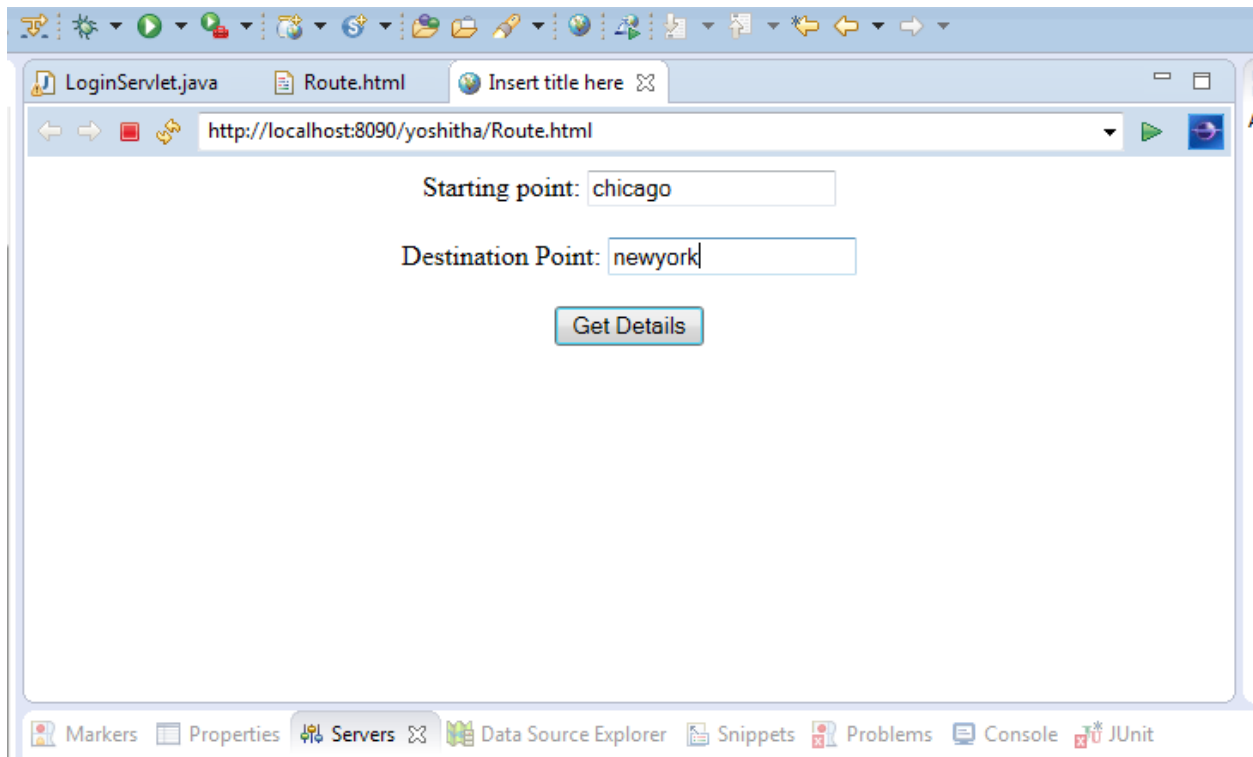 LoginServlet.java Route.html Insert title here
http://localhost:8090/yoshitha/Route.html
Starting point: chicago
Destination Point: newyork
Get Details
Markers Properties Servers Data Source Explorer Snippets Problems Console JUnit